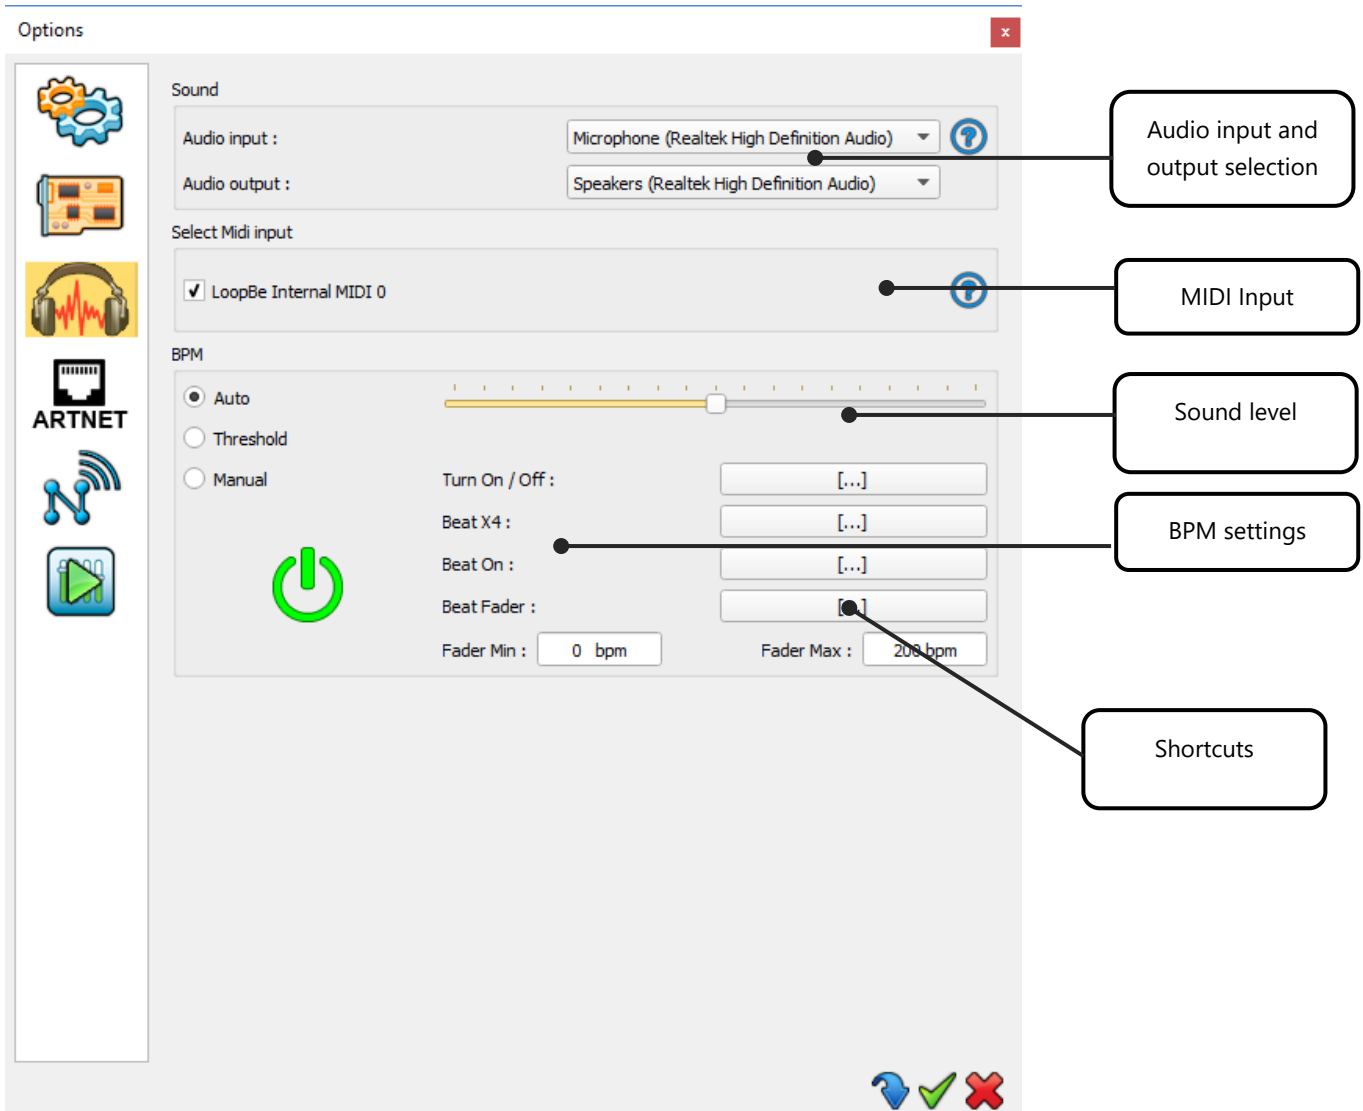 Options
x
Sound
Audio input :
Microphone (Realtek High Definition Audio)
?
Audio output :
Speakers (Realtek High Definition Audio)
Select Midi input
LoopBe Internal MIDI 0
?
BPM
Auto
Threshold
Manual
Turn On / Off :
[...]
Beat X4 :
[...]
Beat On :
[...]
Beat Fader :
[...]
Fader Min :
0 bpm
Fader Max :
200 bpm
ARTNET
Audio input and
output selection
MIDI Input
Sound level
BPM settings
Shortcuts